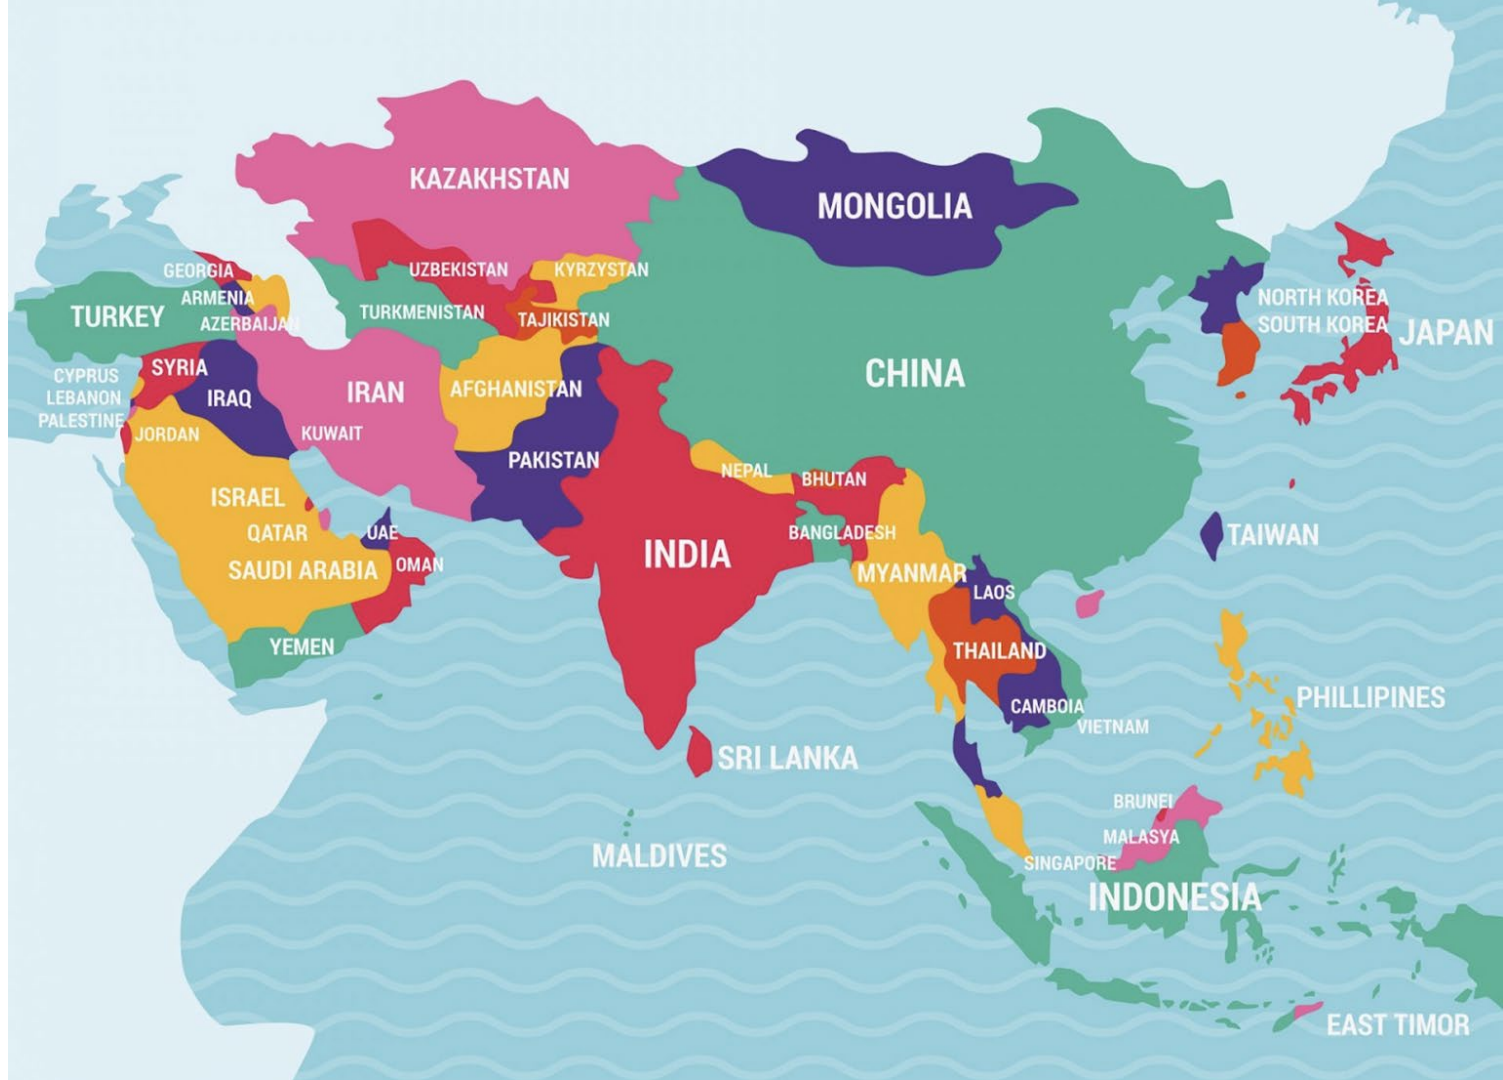 KAZAKHSTAN
MONGOLIA
GEORGIA
UZBEKISTAN
KYRZYSTAN
ARMENIA
TURKEY
AZERBAIJAN
TURKMENISTAN
TAJIKISTAN
NORTH KOREA
SOUTH KOREA
JAPAN
CYPRUS
SYRIA
LEBANON
IRAQ
IRAN
AFGHANISTAN
CHINA
PALESTINE
JORDAN
KUWAIT
PAKISTAN
NEPAL
BHUTAN
ISRAEL
QATAR
UAE
BANGLADESH
TAIWAN
INDIA
SAUDI ARABIA
OMAN
MYANMAR
LAOS
YEMEN
THAILAND
PHILLIPINES
CAMBOIA
VIETNAM
SRI LANKA
BRUNEI
MALASYA
MALDIVES
SINGAPORE
INDONESIA
EAST TIMOR